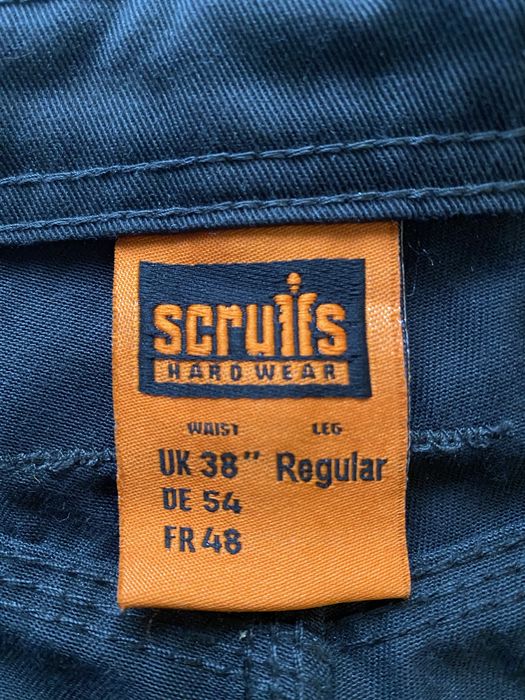 scruffs
HARDWEAR
WAIST LEG
UK 38" Regular
DE 54
FR 48